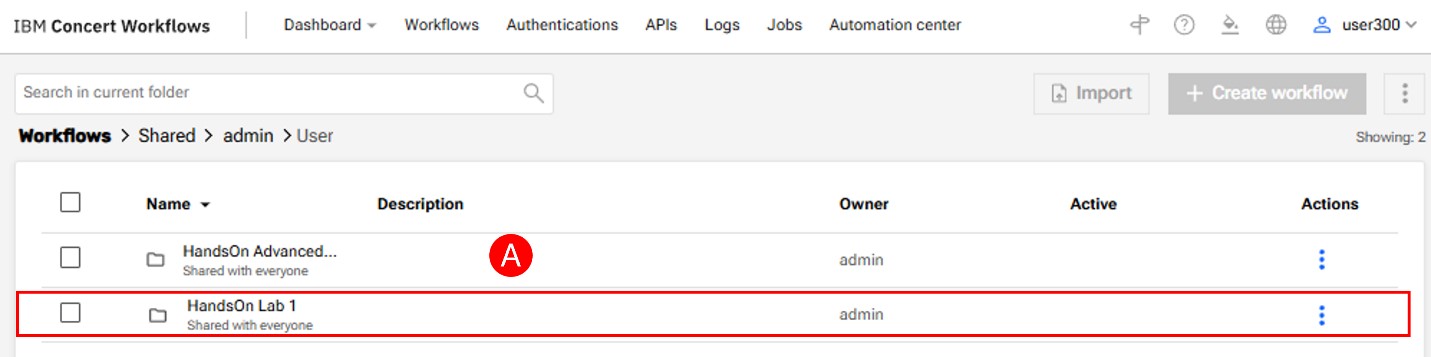 IBM Concert Workflows Dashboard Workflows Authentications APIs Logs Jobs Automation center user300
Search in current folder Import + Create workflow
Workflows > Shared > admin > User Showing: 2
Name Description Owner Active Actions
HandsOn Advanced... A admin
Shared with everyone
HandsOn Lab 1 admin
Shared with everyone